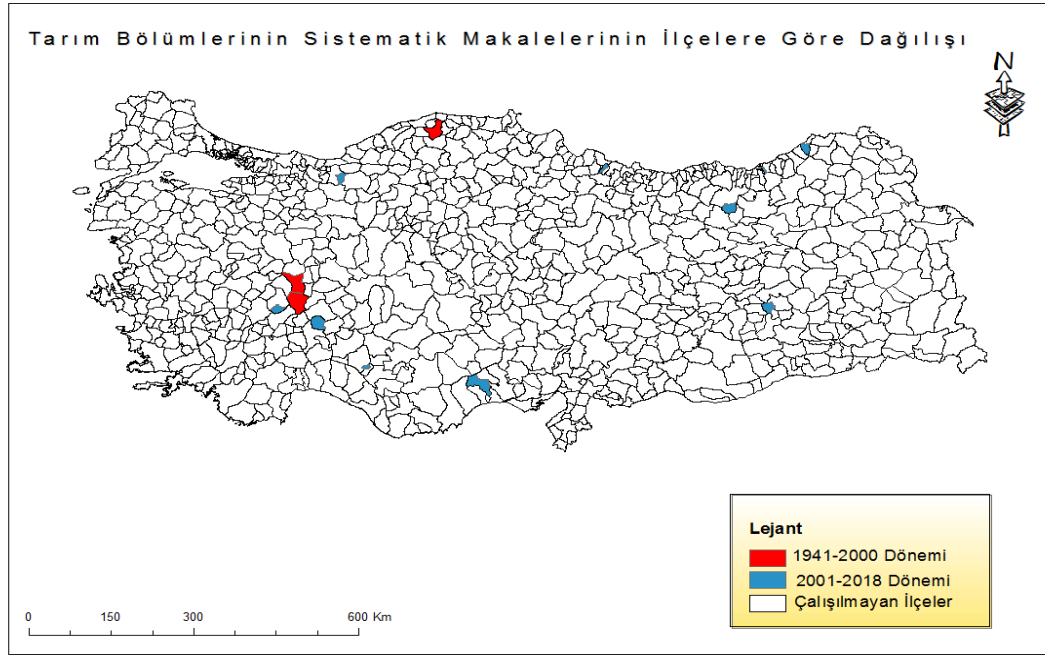 Tarım Bölümlerinin Sistematik Makalelerinin İlçelere Göre Dağılışı
N
Lejant
1941-2000 Dönemi
2001-2018 Dönemi
Çalışılmayan İlçeler
0 150 300 600 Km